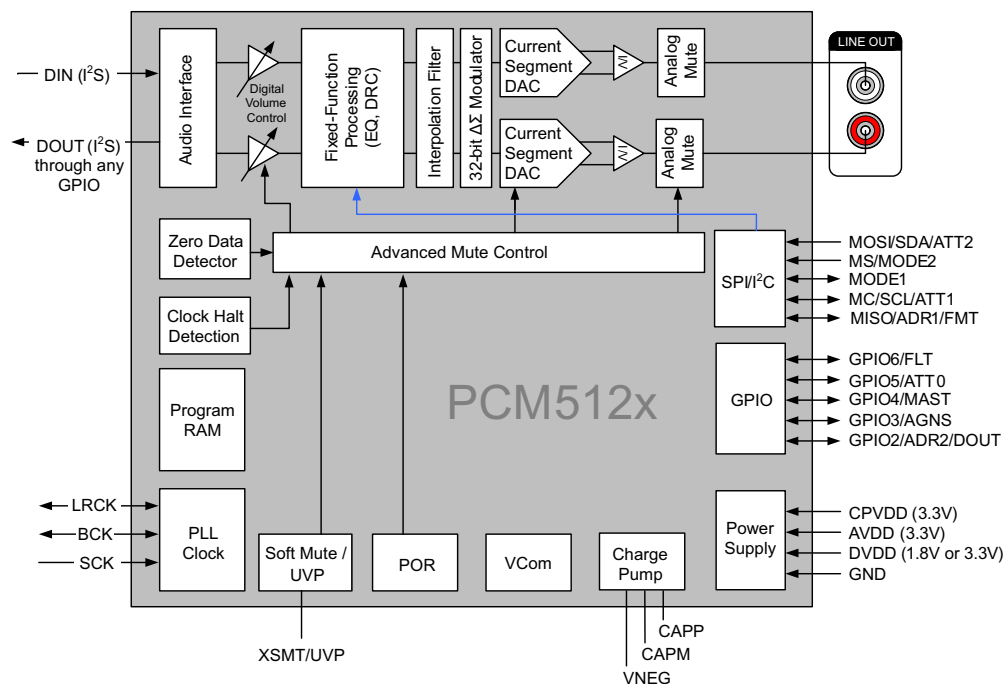 DIN (I²S)
DOUT (I²S)
through any
GPIO
Audio Interface
Digital
Volume
Control
Fixed-Function
Processing
(EQ, DRC)
Interpolation Filter
32-bit ΔΣ Modulator
Current
Segment
DAC
I/V
Analog
Mute
Current
Segment
DAC
I/V
Analog
Mute
LINE OUT
Zero Data
Detector
Advanced Mute Control
Clock Halt
Detection
SPI/I²C
MOSI/SDA/ATT2
MS/MODE2
MODE1
MC/SCL/ATT1
MISO/ADR1/FMT
Program
RAM
PCM512x
GPIO
GPIO6/FLT
GPIO5/ATT0
GPIO4/MAST
GPIO3/AGNS
GPIO2/ADR2/DOUT
LRCK
BCK
SCK
PLL
Clock
Soft Mute /
UVP
POR
VCom
Charge
Pump
Power
Supply
CPVDD (3.3V)
AVDD (3.3V)
DVDD (1.8V or 3.3V)
GND
XSMT/UVP
CAPP
CAPM
VNEG